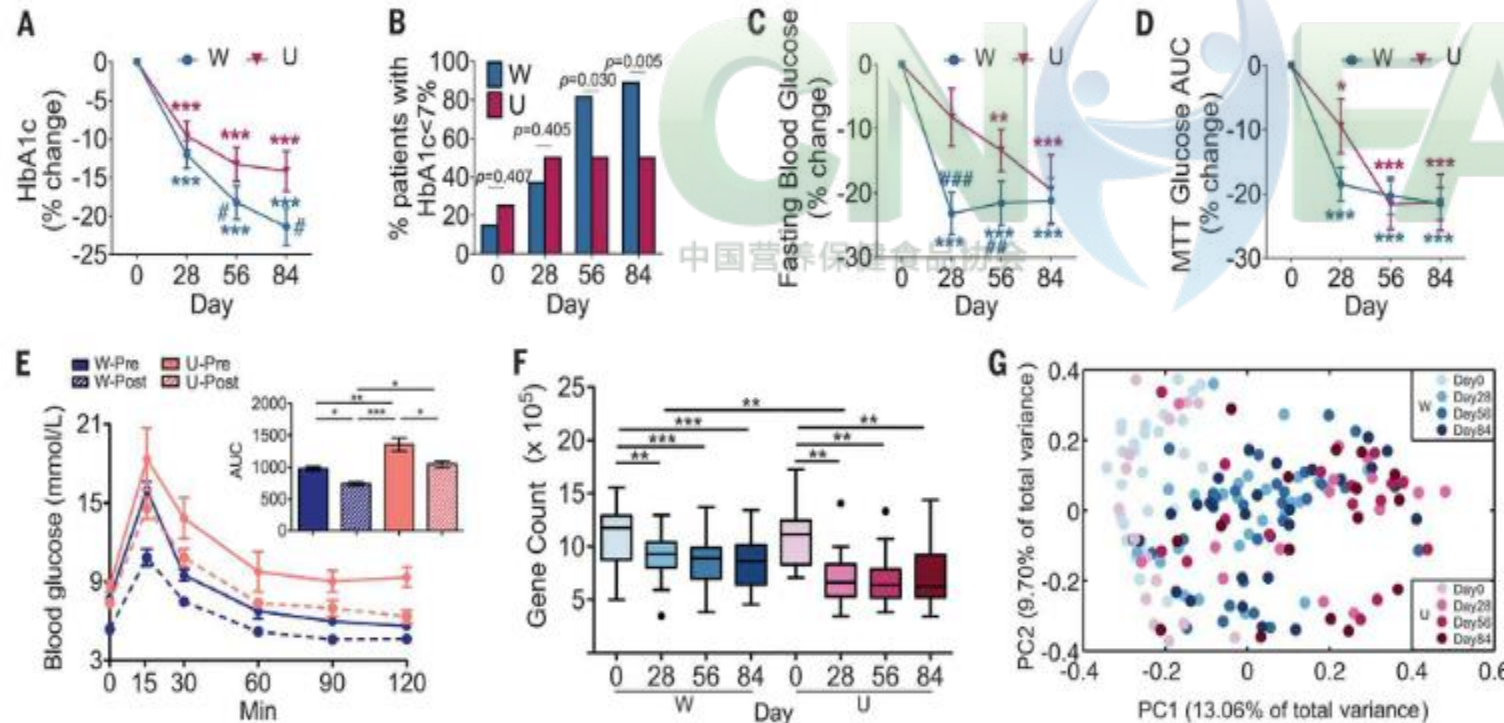 A
HbA1c
(% change)
W U
0
-5
-10
-15
-20
-25
***
***
***
***
#
***
***
#
0 28 56 84
Day
B
% patients with
HbA1c<7%
W
U
100
80
60
40
20
0
p=0.407
p=0.405
p=0.030
p=0.005
0 28 56 84
Day
C
Fasting Blood Glucose
(% change)
W U
0
-10
-20
-30
**
***
###
***
***
##
***
0 28 56 84
Day
D
MTT Glucose AUC
(% change)
W U
0
-10
-20
-30
*
***
***
***
***
***
0 28 56 84
Day
CN FA
中国营养保健食品协会
E
W-Pre U-Pre
W-Post U-Post
Blood glucose (mmol/L)
21
15
9
3
0 15 30 60 90 120
Min
AUC
2000
1500
1000
500
0
*
**
* *** *
F
Gene Count (x 10⁵)
25
20
15
10
5
**
*** **
*** **
** **
0 28 56 84 0 28 56 84
W U
Day
G
PC2 (9.70% of total variance)
0.4
0.2
0
-0.2
-0.4
W
Day0
Day28
Day56
Day84
U
Day0
Day28
Day56
Day84
-0.4 -0.2 0 0.2 0.4 0.6
PC1 (13.06% of total variance)